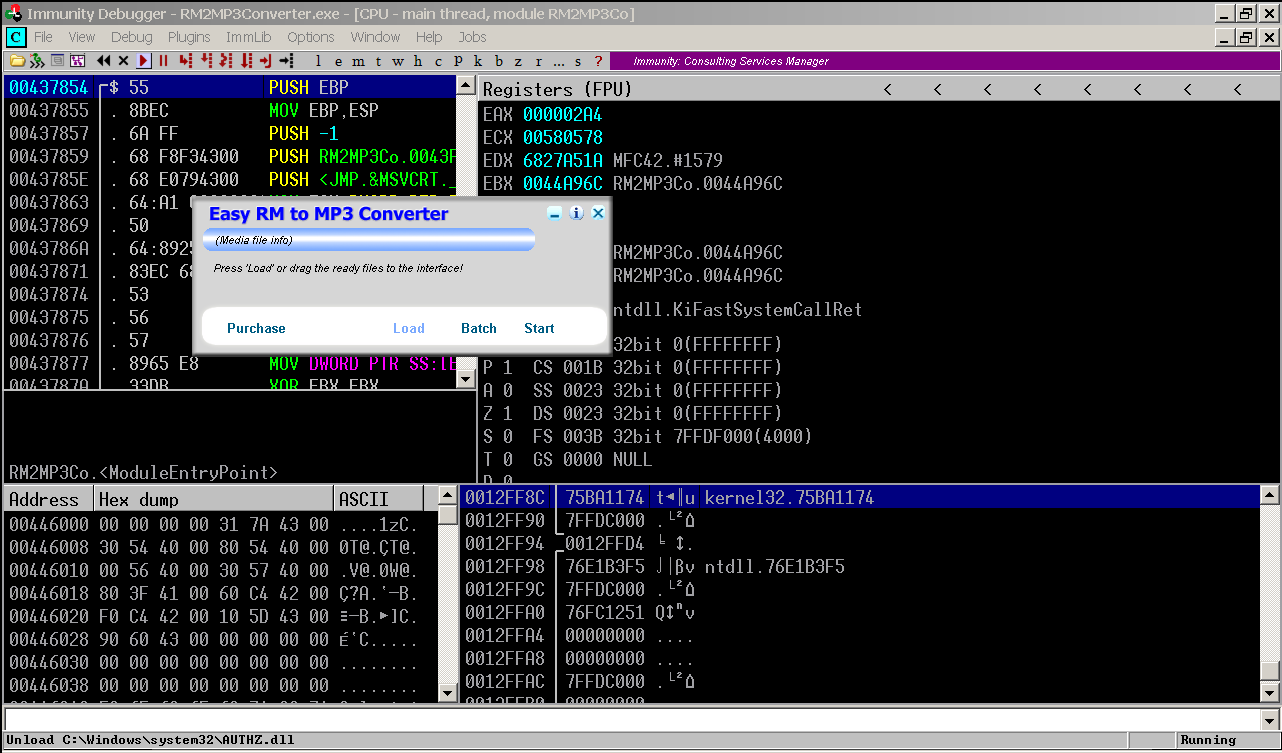 Immunity Debugger - RM2MP3Converter.exe - [CPU - main thread, module RM2MP3Co]
C File View Debug Plugins ImmLib Options Window Help Jobs
l e m t w h c P k b z r ... s ? Immunity: Consulting Services Manager
00437854 $ 55 PUSH EBP
00437855 . 8BEC MOV EBP,ESP
00437857 . 6A FF PUSH -1
00437859 . 68 F8F34300 PUSH RM2MP3Co.0043F
0043785E . 68 E0794300 PUSH <JMP.&MSVCRT._
00437863 . 64:A1
00437869 . 50
0043786A . 64:8925
00437871 . 83EC 68
00437874 . 53
00437875 . 56
00437876 . 57
00437877 . 8965 E8 MOV DWORD PTR SS:[E
0043787A . 33DB XOR EBX,EBX
RM2MP3Co.<ModuleEntryPoint>
Registers (FPU) < < < < < < < <
EAX 000002A4
ECX 00580578
EDX 6827A51A MFC42.#1579
EBX 0044A96C RM2MP3Co.0044A96C
RM2MP3Co.0044A96C
RM2MP3Co.0044A96C
ntdll.KiFastSystemCallRet
32bit 0(FFFFFFFF)
P 1 CS 001B 32bit 0(FFFFFFFF)
A 0 SS 0023 32bit 0(FFFFFFFF)
Z 1 DS 0023 32bit 0(FFFFFFFF)
S 0 FS 003B 32bit 7FFDF000(4000)
T 0 GS 0000 NULL
D 0
Easy RM to MP3 Converter
(Media file info)
Press 'Load' or drag the ready files to the interface!
Purchase Load Batch Start
Address Hex dump ASCII
00446000 00 00 00 00 31 7A 43 00 ....1zC.
00446008 30 54 40 00 80 54 40 00 0T@.ÇT@.
00446010 00 56 40 00 30 57 40 00 .V@.0W@.
00446018 80 3F 41 00 60 C4 42 00 Ç?A.`─B.
00446020 F0 C4 42 00 10 5D 43 00 ≡─B.►]C.
00446028 90 60 43 00 00 00 00 00 É`C.....
00446030 00 00 00 00 00 00 00 00 ........
00446038 00 00 00 00 00 00 00 00 ........
0012FF8C 75BA1174 t◄║u kernel32.75BA1174
0012FF90 7FFDC000 .└²⌂
0012FF94 0012FFD4 ╘ ↕.
0012FF98 76E1B3F5 ⌡│ßv ntdll.76E1B3F5
0012FF9C 7FFDC000 .└²⌂
0012FFA0 76FC1251 Q↕ⁿv
0012FFA4 00000000 ....
0012FFA8 00000000 ....
0012FFAC 7FFDC000 .└²⌂
0012FFB0 00000000
Unload C:\Windows\system32\AUTHZ.dll
Running